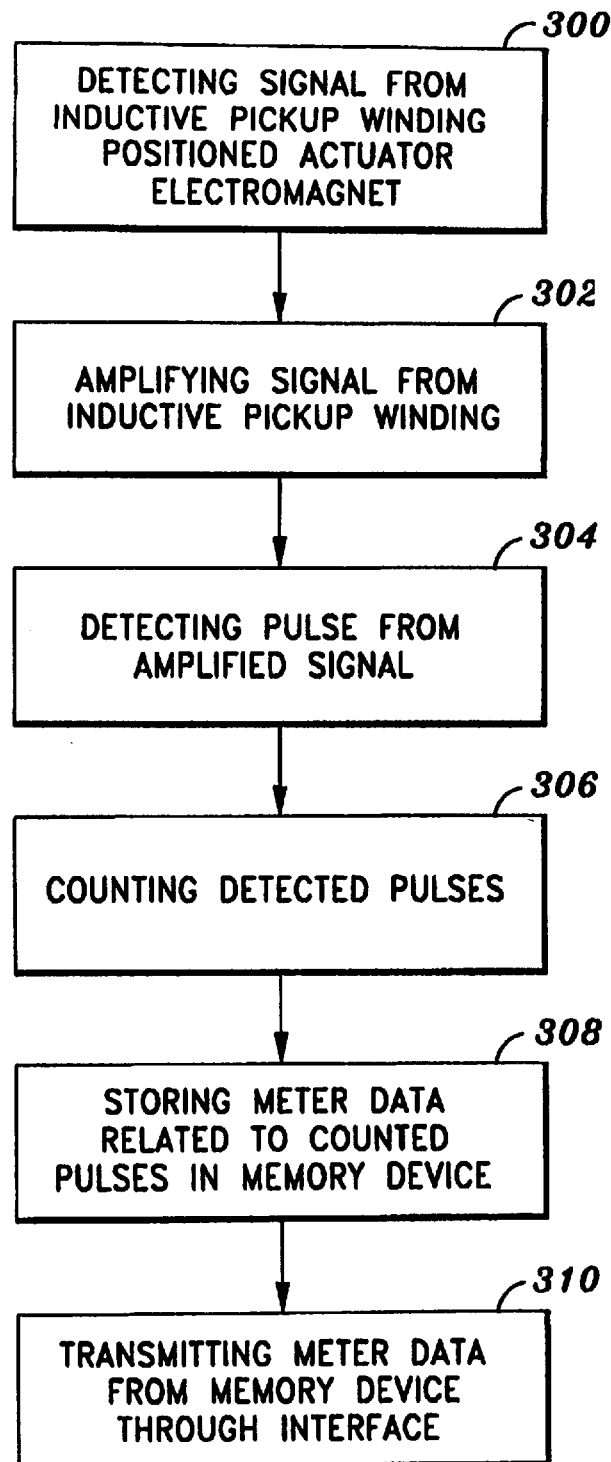 300
DETECTING SIGNAL FROM
INDUCTIVE PICKUP WINDING
POSITIONED ACTUATOR
ELECTROMAGNET
302
AMPLIFYING SIGNAL FROM
INDUCTIVE PICKUP WINDING
304
DETECTING PULSE FROM
AMPLIFIED SIGNAL
306
COUNTING DETECTED PULSES
308
STORING METER DATA
RELATED TO COUNTED
PULSES IN MEMORY DEVICE
310
TRANSMITTING METER DATA
FROM MEMORY DEVICE
THROUGH INTERFACE